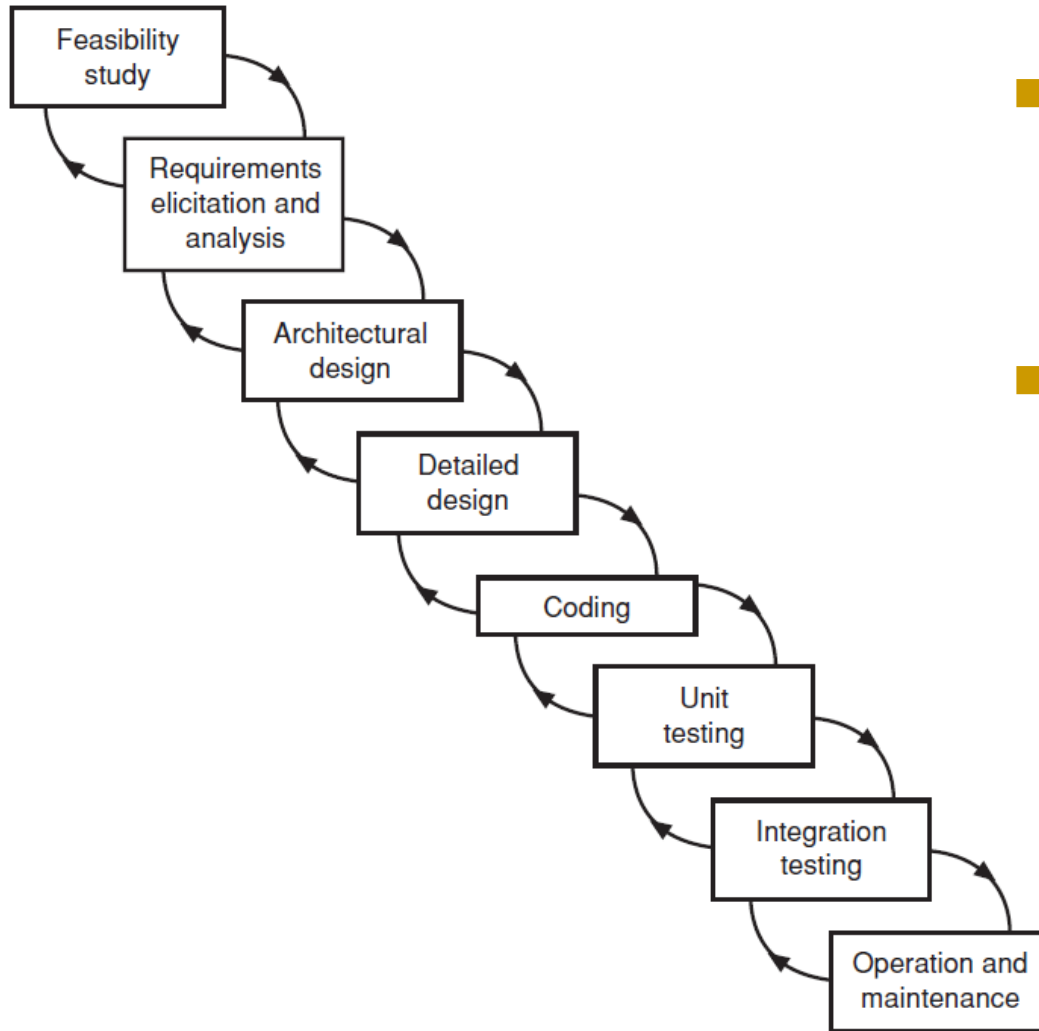 Feasibility
study
Requirements
elicitation and
analysis
Architectural
design
Detailed
design
Coding
Unit
testing
Integration
testing
Operation and
maintenance